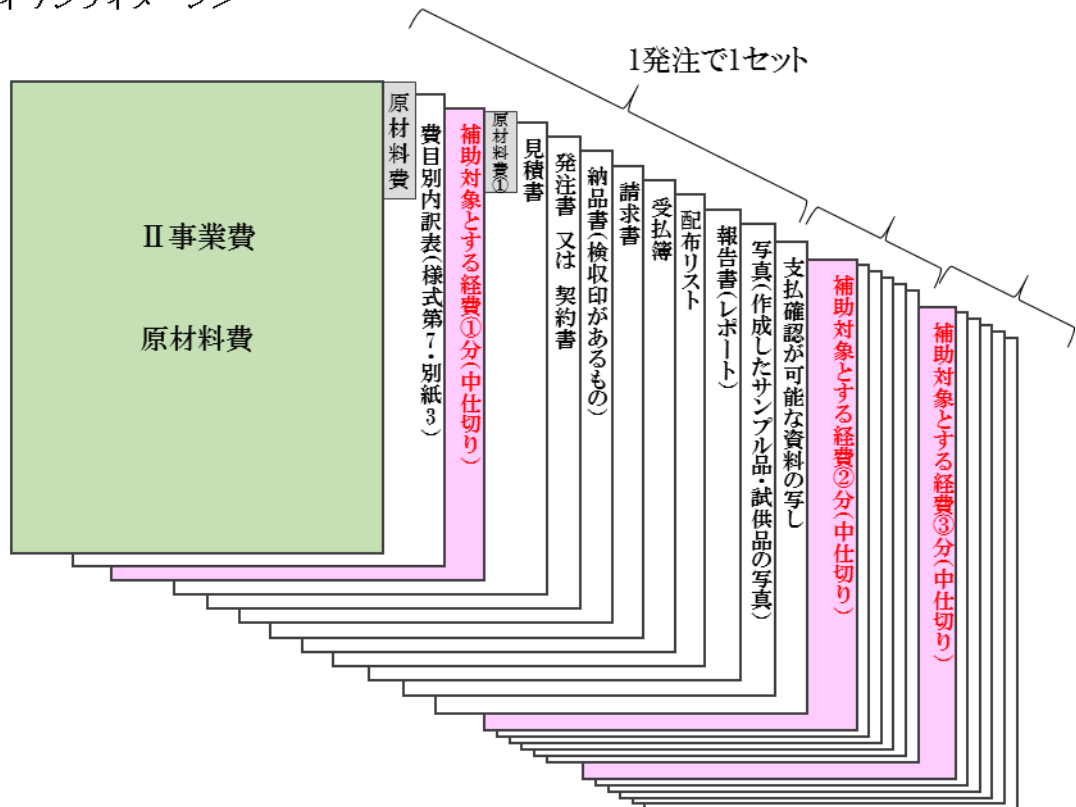 1発注で1セット
Ⅱ事業費
原材料費
原材料費
費目別内訳表(様式第7・別紙3)
補助対象とする経費①分(中仕切り)
原材料費①
見積書
発注書 又は 契約書
納品書(検収印があるもの)
請求書
受払簿
配布リスト
報告書(レポート)
写真(作成したサンプル品・試供品の写真)
支払確認が可能な資料の写し
補助対象とする経費②分(中仕切り)
補助対象とする経費③分(中仕切り)